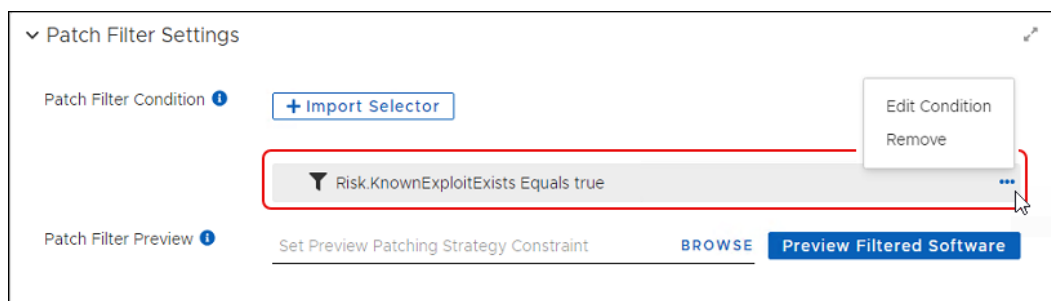 Patch Filter Settings
Patch Filter Condition
+ Import Selector
Edit Condition
Remove
Risk.KnownExploitExists Equals true
Patch Filter Preview
Set Preview Patching Strategy Constraint
BROWSE
Preview Filtered Software